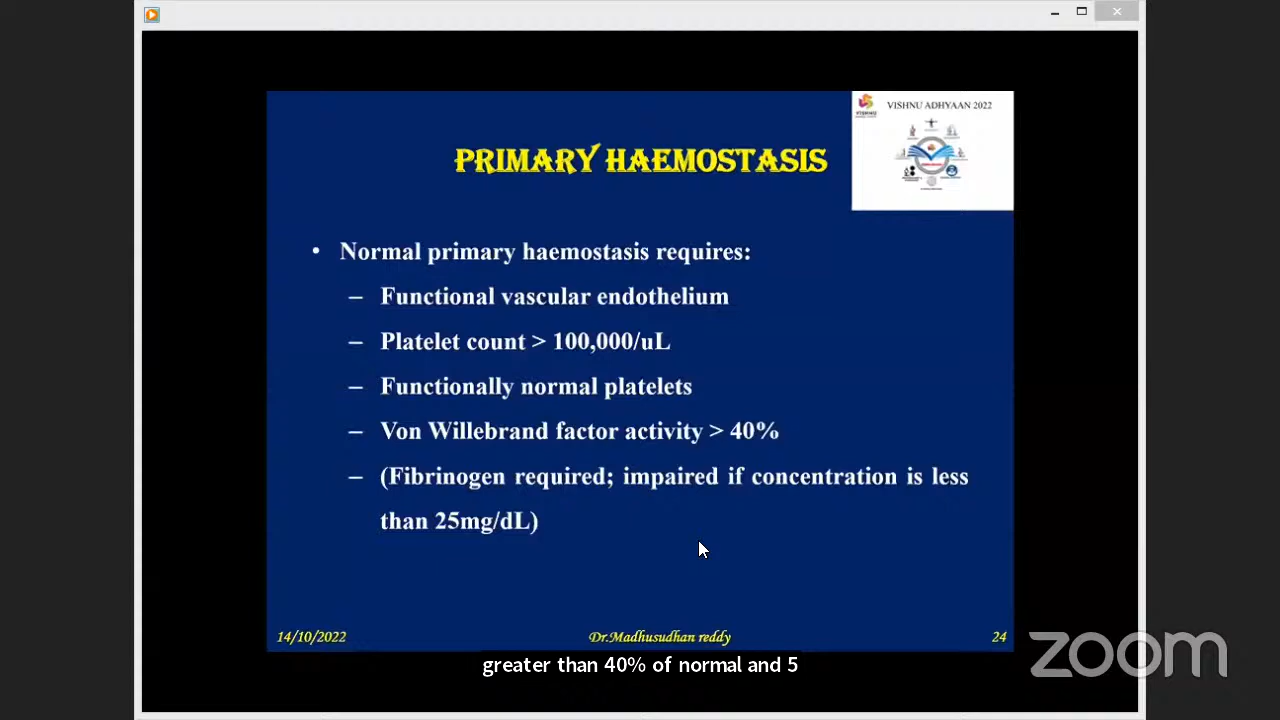 VISHNU ADHYAAN 2022
PRIMARY HAEMOSTASIS
• Normal primary haemostasis requires:
– Functional vascular endothelium
– Platelet count > 100,000/uL
– Functionally normal platelets
– Von Willebrand factor activity > 40%
– (Fibrinogen required; impaired if concentration is less
than 25mg/dL)
14/10/2022 Dr.Madhusudhan reddy 24
greater than 40% of normal and 5
zoom